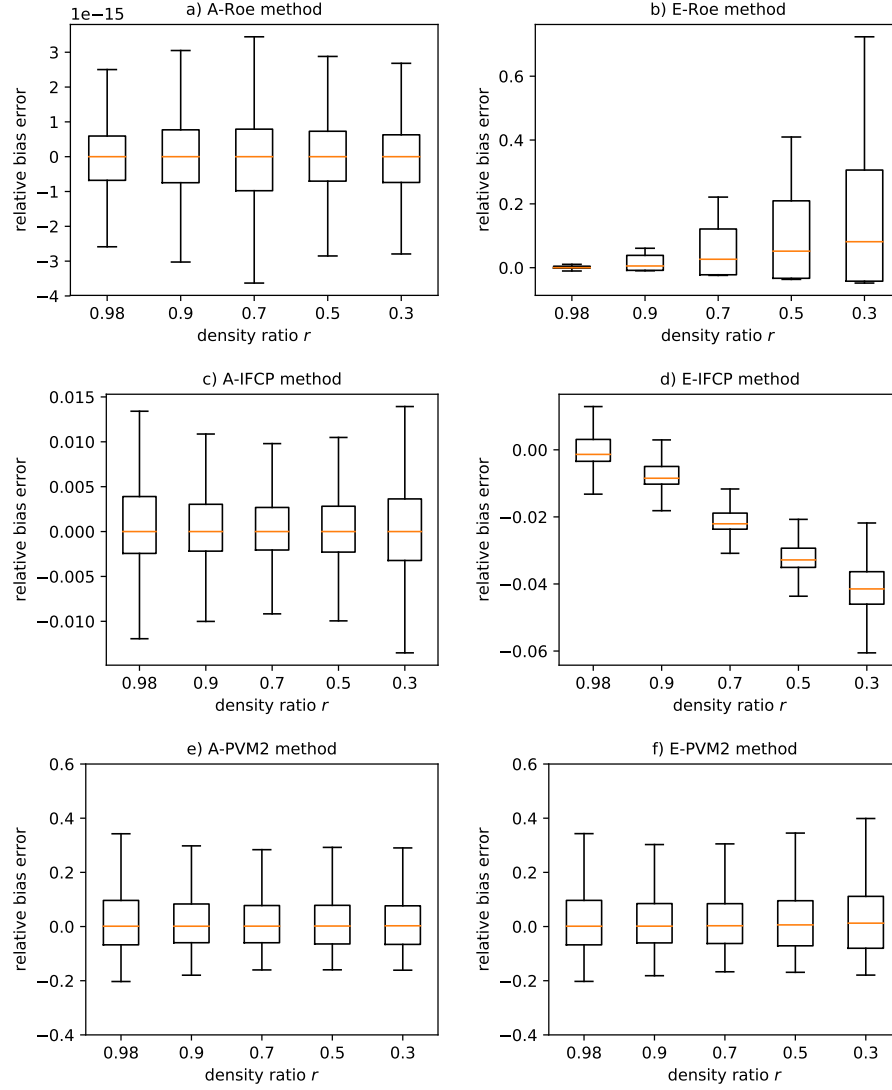 a) A-Roe method
1e−15
3
2
1
0
−1
−2
−3
−4
relative bias error
0.98 0.9 0.7 0.5 0.3
density ratio r
b) E-Roe method
0.6
0.4
0.2
0.0
relative bias error
0.98 0.9 0.7 0.5 0.3
density ratio r
c) A-IFCP method
0.015
0.010
0.005
0.000
−0.005
−0.010
relative bias error
0.98 0.9 0.7 0.5 0.3
density ratio r
d) E-IFCP method
0.00
−0.02
−0.04
−0.06
relative bias error
0.98 0.9 0.7 0.5 0.3
density ratio r
e) A-PVM2 method
0.6
0.4
0.2
0.0
−0.2
−0.4
relative bias error
0.98 0.9 0.7 0.5 0.3
density ratio r
f) E-PVM2 method
0.6
0.4
0.2
0.0
−0.2
−0.4
relative bias error
0.98 0.9 0.7 0.5 0.3
density ratio r